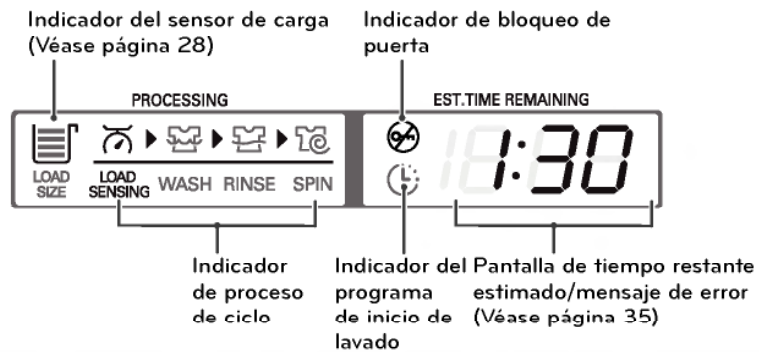 Indicador del sensor de carga
(Véase página 28)
Indicador de bloqueo de
puerta
PROCESSING
EST.TIME REMAINING
LOAD
SIZE
LOAD
SENSING
WASH
RINSE
SPIN
1:30
Indicador
de proceso
de ciclo
Indicador del
programa
de inicio de
lavado
Pantalla de tiempo restante
estimado/mensaje de error
(Véase página 35)